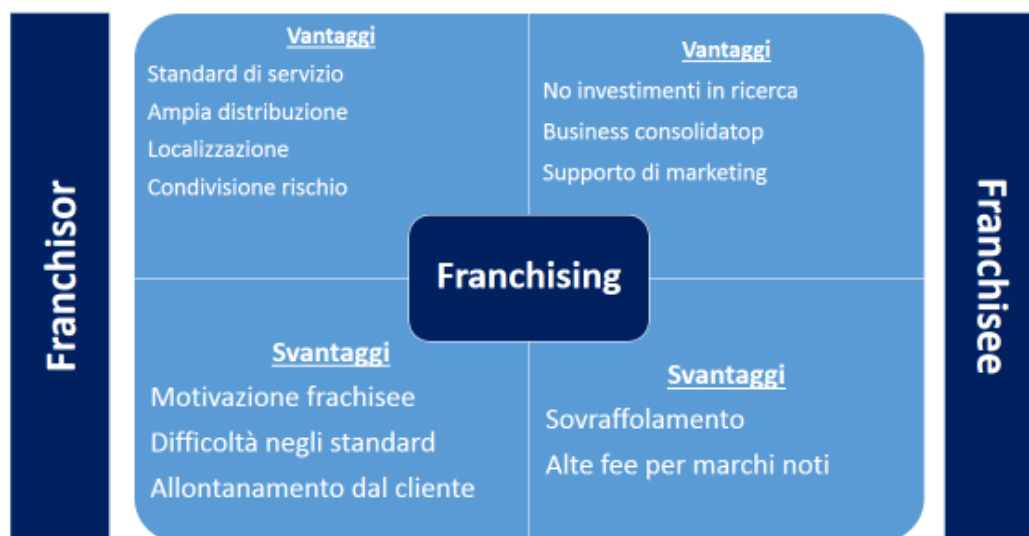 Franchisor
Vantaggi
Standard di servizio
Ampia distribuzione
Localizzazione
Condivisione rischio
Vantaggi
No investimenti in ricerca
Business consolidatop
Supporto di marketing
Franchising
Svantaggi
Motivazione frachisee
Difficoltà negli standard
Allontanamento dal cliente
Svantaggi
Sovraffolamento
Alte fee per marchi noti
Franchisee